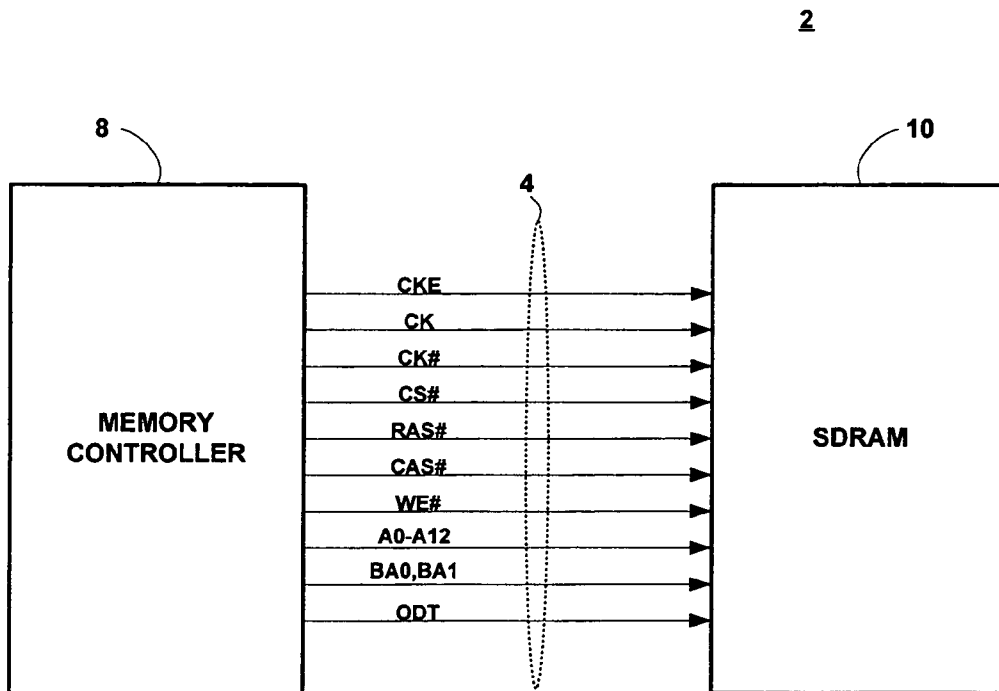 2
8
10
4
CKE
CK
CK#
CS#
RAS#
CAS#
WE#
A0-A12
BA0,BA1
ODT
MEMORY
CONTROLLER
SDRAM